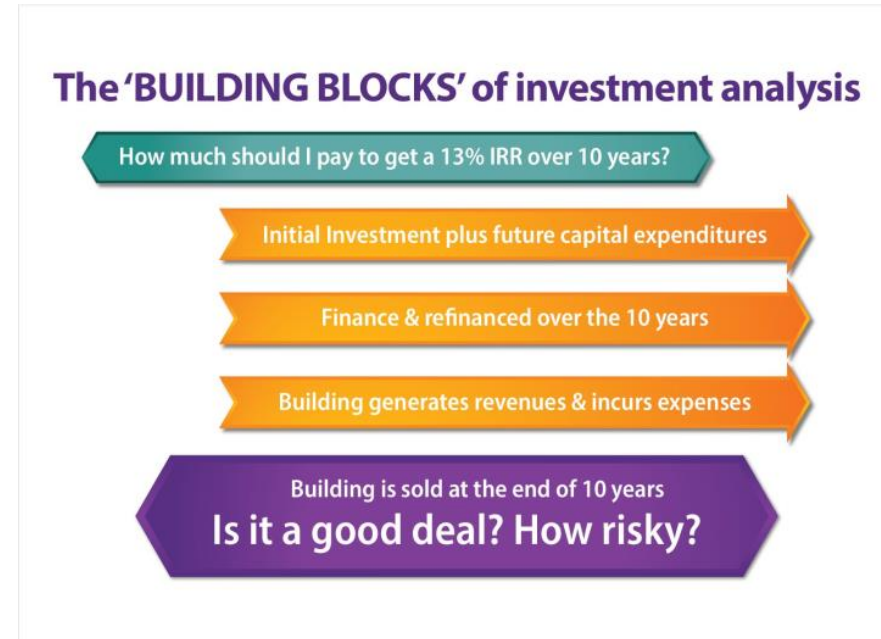 The ‘BUILDING BLOCKS’ of investment analysis
How much should I pay to get a 13% IRR over 10 years?
Initial Investment plus future capital expenditures
Finance & refinanced over the 10 years
Building generates revenues & incurs expenses
Building is sold at the end of 10 years
Is it a good deal? How risky?